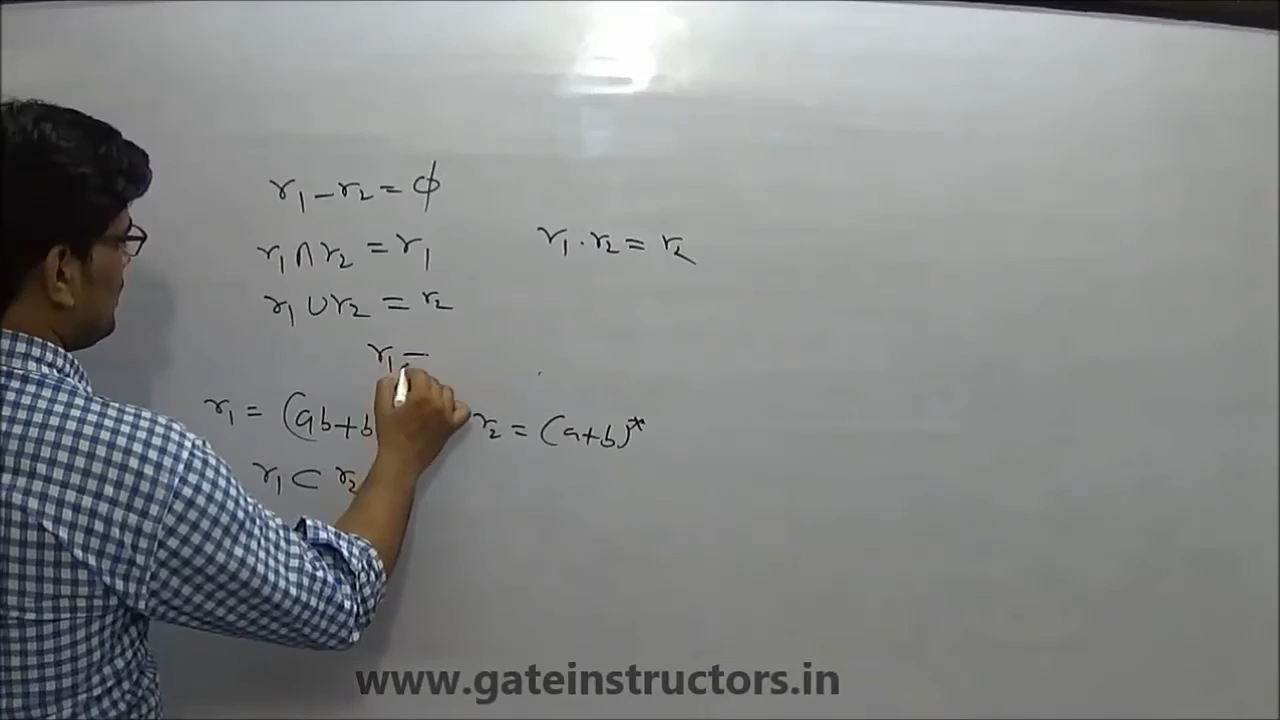 r₁ – r₂ = ϕ
r₁ ∩ r₂ = r₁
r₁ · r₂ = r₂
r₁ ∪ r₂ = r₂
r₁ =
r₁ = (ab+b
r₂ = (a+b)*
r₁ ⊂ r₂
www.gateinstructors.in